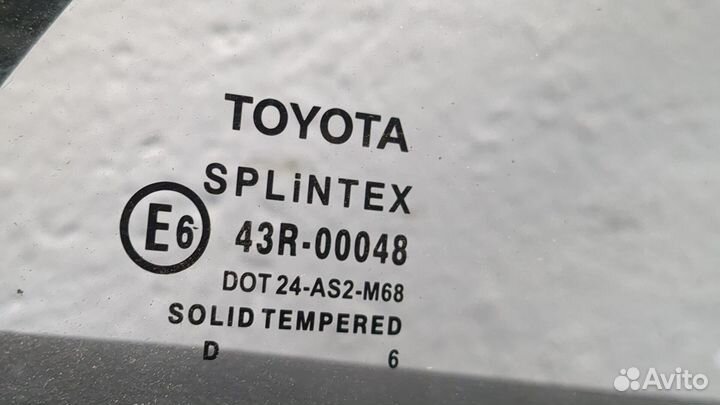 TOYOTA
SPLiNTEX
E6 43R-00048
DOT 24-AS2-M68
SOLID TEMPERED
D 6
Avito